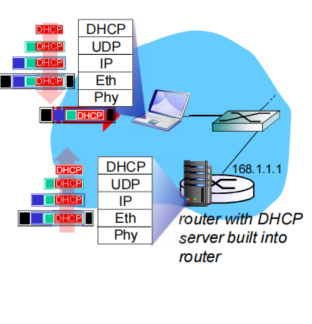 DHCP
DHCP
DHCP
DHCP
DHCP
DHCP
UDP
IP
Eth
Phy
DHCP
DHCP
DHCP
DHCP
DHCP
UDP
IP
Eth
Phy
168.1.1.1
router with DHCP
server built into
router